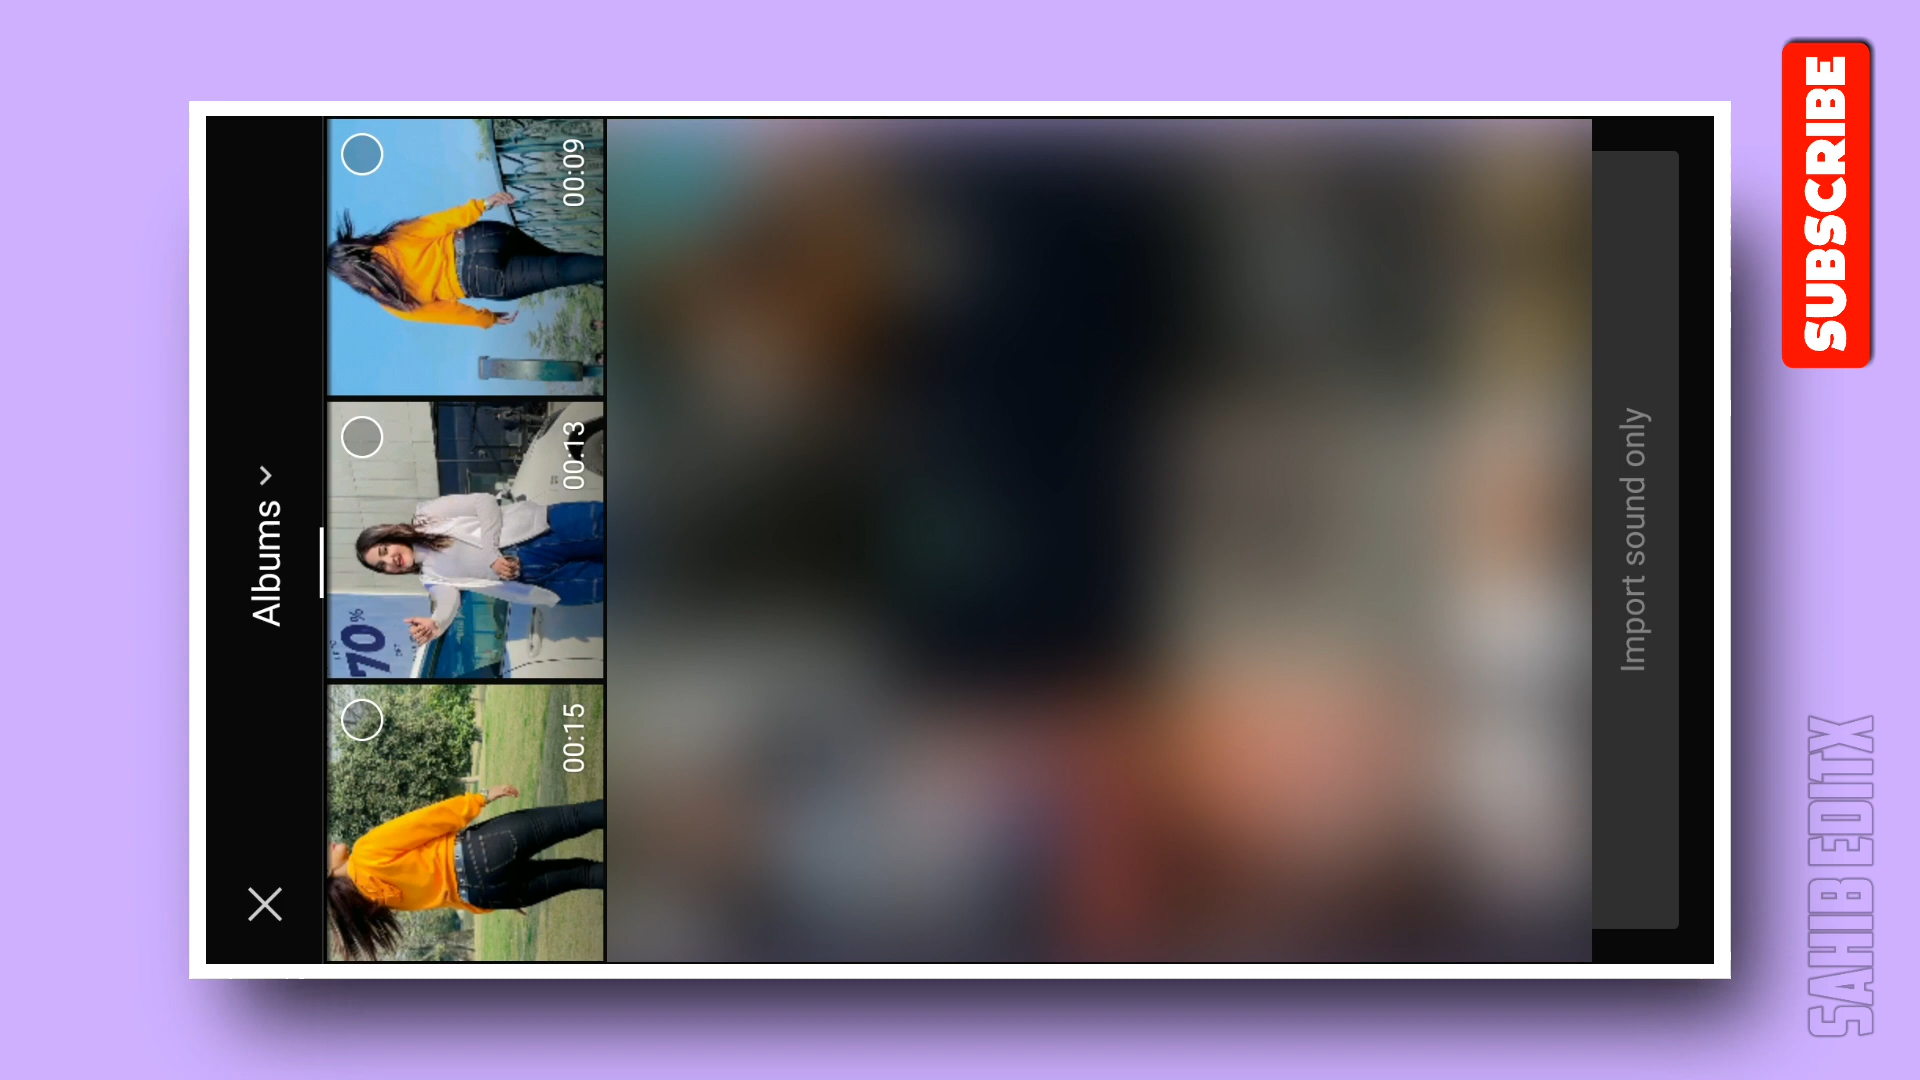 Albums
00:15
00:13
00:09
70%
Import sound only
SUBSCRIBE
SAHIB EDITX